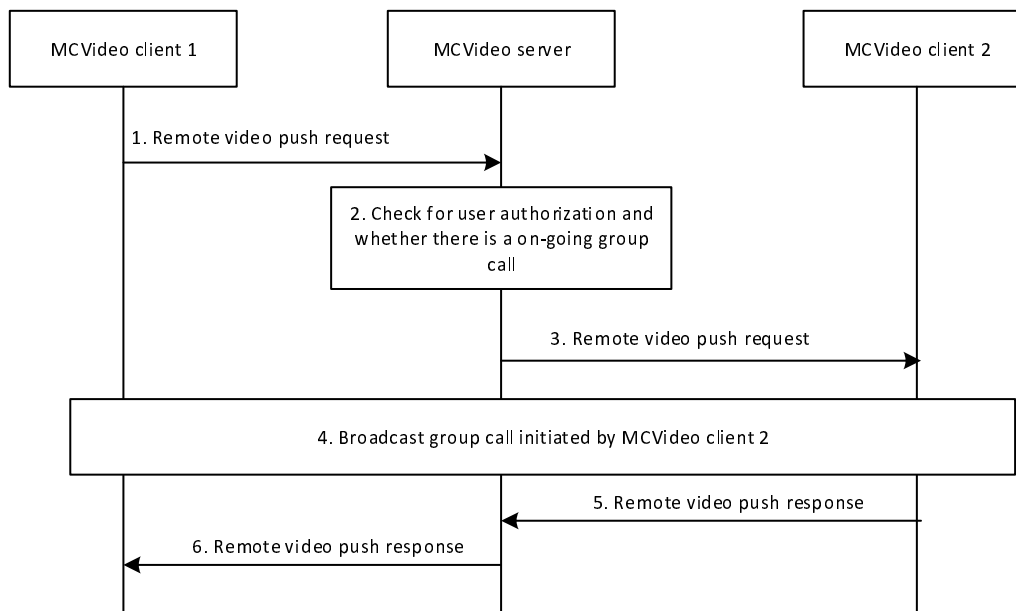 MCVideo client 1
MCVideo server
MCVideo client 2
1. Remote video push request
2. Check for user authorization and
whether there is a on-going group
call
3. Remote video push request
4. Broadcast group call initiated by MCVideo client 2
5. Remote video push response
6. Remote video push response